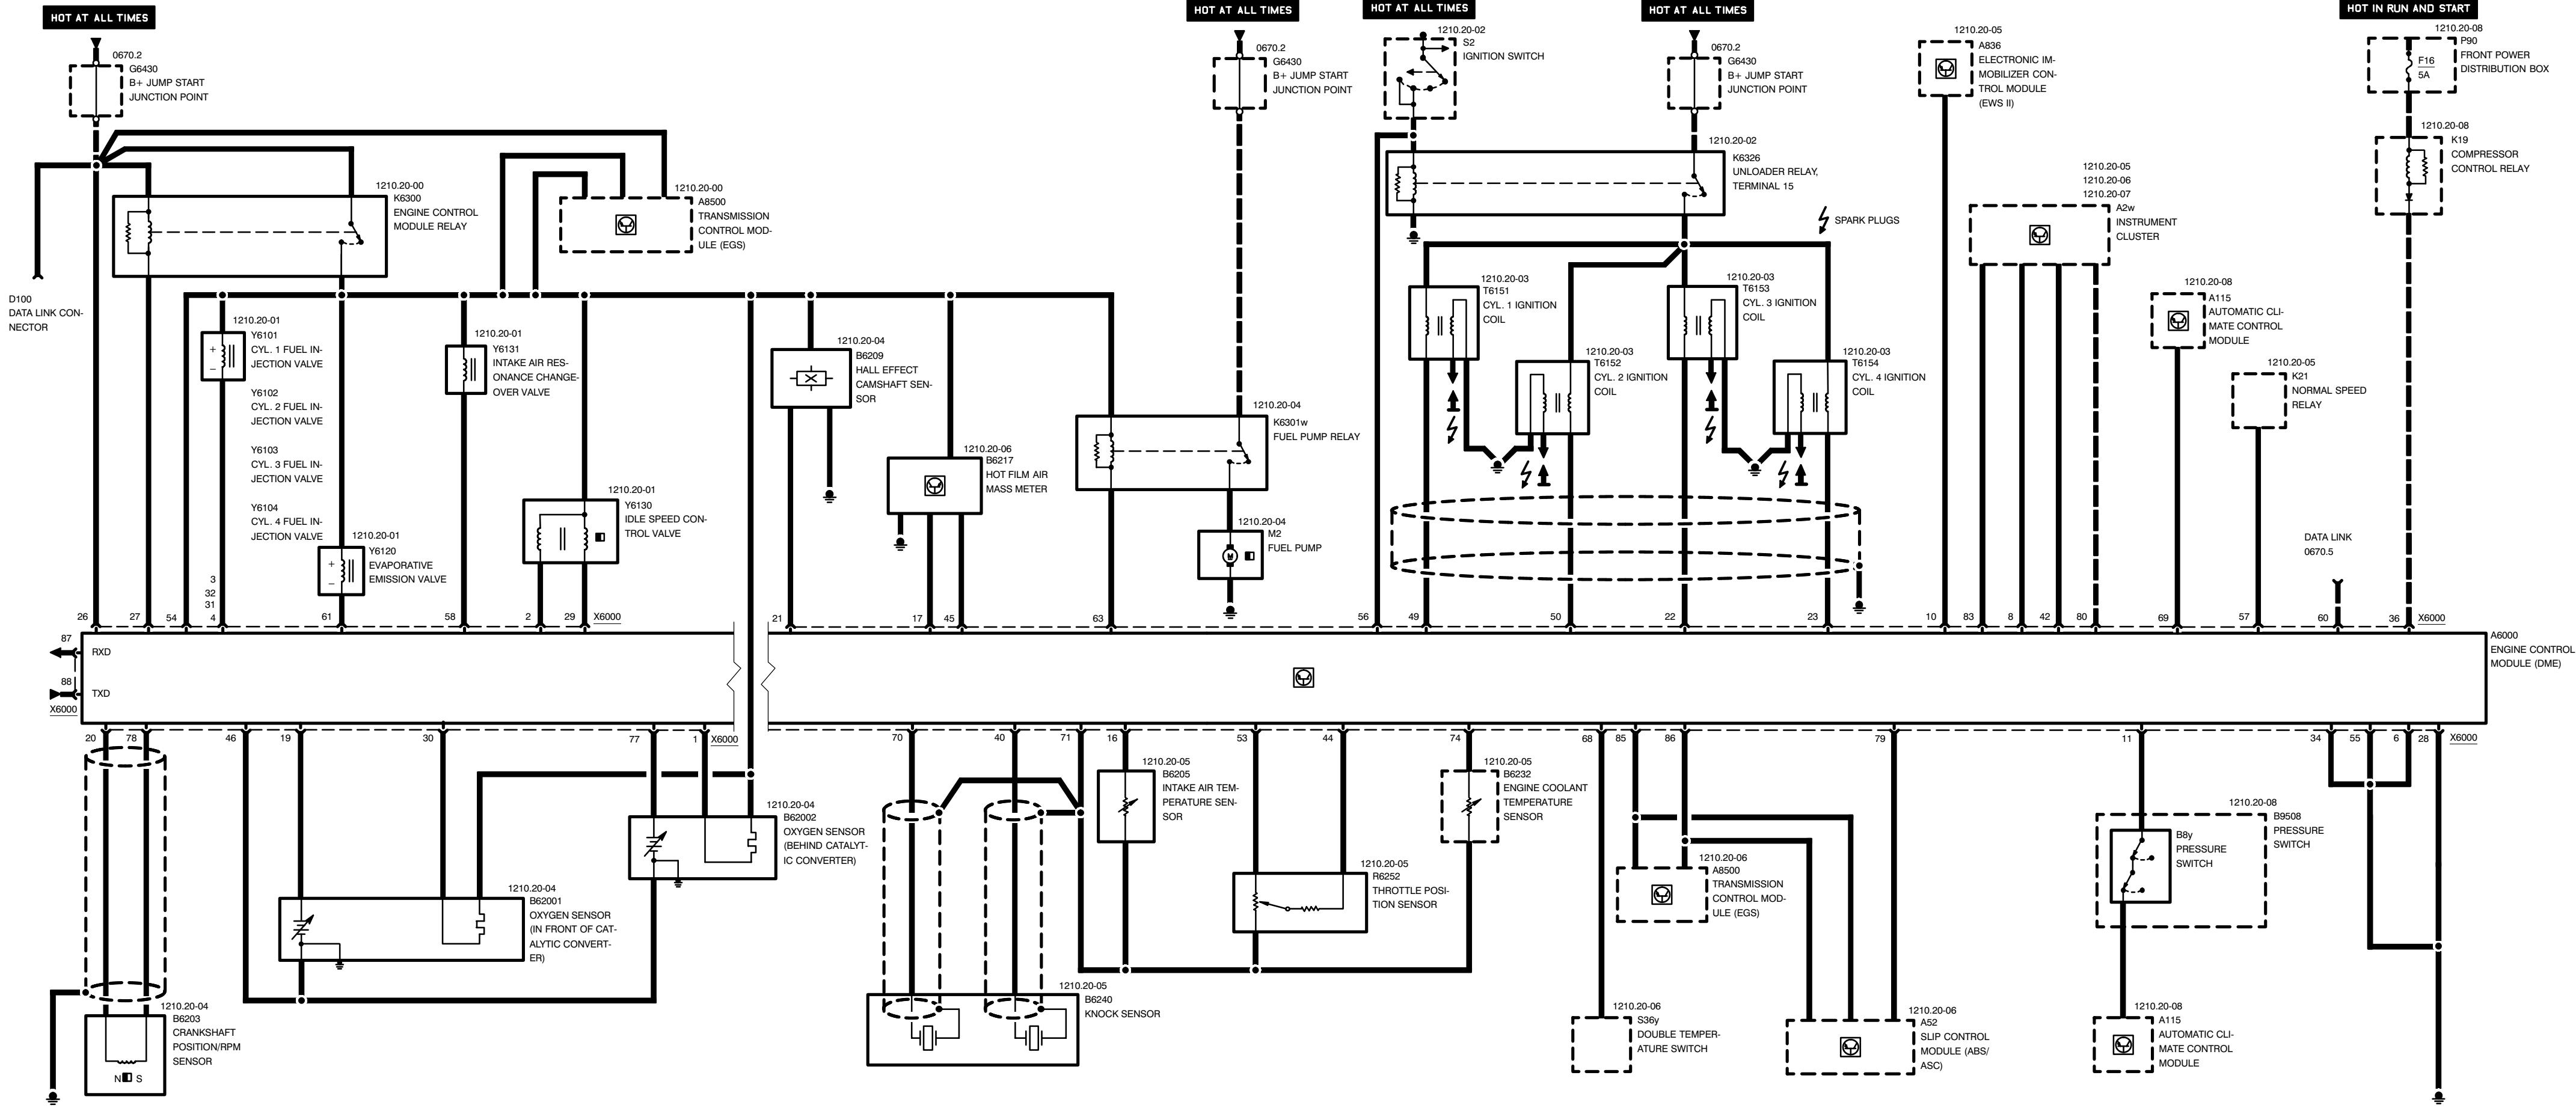 HOT AT ALL TIMES
HOT AT ALL TIMES
HOT AT ALL TIMES
HOT AT ALL TIMES
HOT IN RUN AND START
0670.2
G6430
B+ JUMP START
JUNCTION POINT
0670.2
G6430
B+ JUMP START
JUNCTION POINT
1210.20-02
S2
IGNITION SWITCH
0670.2
G6430
B+ JUMP START
JUNCTION POINT
1210.20-05
A836
ELECTRONIC IM-
MOBILIZER CON-
TROL MODULE
(EWS II)
1210.20-08
P90
FRONT POWER
DISTRIBUTION BOX
F16
5A
1210.20-08
K19
COMPRESSOR
CONTROL RELAY
1210.20-00
K6300
ENGINE CONTROL
MODULE RELAY
1210.20-00
A8500
TRANSMISSION
CONTROL MOD-
ULE (EGS)
1210.20-02
K6326
UNLOADER RELAY,
TERMINAL 15
SPARK PLUGS
1210.20-05
1210.20-06
1210.20-07
A2w
INSTRUMENT
CLUSTER
D100
DATA LINK CON-
NECTOR
1210.20-01
Y6101
CYL. 1 FUEL IN-
JECTION VALVE
+
−
Y6102
CYL. 2 FUEL IN-
JECTION VALVE
Y6103
CYL. 3 FUEL IN-
JECTION VALVE
Y6104
CYL. 4 FUEL IN-
JECTION VALVE
1210.20-01
Y6120
EVAPORATIVE
EMISSION VALVE
+
−
1210.20-01
Y6131
INTAKE AIR RES-
ONANCE CHANGE-
OVER VALVE
1210.20-01
Y6130
IDLE SPEED CON-
TROL VALVE
1210.20-04
B6209
HALL EFFECT
CAMSHAFT SEN-
SOR
1210.20-06
B6217
HOT FILM AIR
MASS METER
1210.20-04
K6301w
FUEL PUMP RELAY
1210.20-04
M2
FUEL PUMP
M
1210.20-03
T6151
CYL. 1 IGNITION
COIL
1210.20-03
T6152
CYL. 2 IGNITION
COIL
1210.20-03
T6153
CYL. 3 IGNITION
COIL
1210.20-03
T6154
CYL. 4 IGNITION
COIL
1210.20-08
A115
AUTOMATIC CLI-
MATE CONTROL
MODULE
1210.20-05
K21
NORMAL SPEED
RELAY
DATA LINK
0670.5
3
32
31
26 27 54 4 61 58 2 29 X6000 21 17 45 63 56 49 50 22 23 10 83 8 42 80 69 57 60 36 X6000
87
RXD
88
TXD
X6000
A6000
ENGINE CONTROL
MODULE (DME)
20 78 46 19 30 77 1 X6000 70 40 71 16 53 44 74 68 85 86 79 11 34 55 6 28 X6000
1210.20-04
B6203
CRANKSHAFT
POSITION/RPM
SENSOR
N S
1210.20-04
B62001
OXYGEN SENSOR
(IN FRONT OF CAT-
ALYTIC CONVERT-
ER)
1210.20-04
B62002
OXYGEN SENSOR
(BEHIND CATALYT-
IC CONVERTER)
1210.20-05
B6240
KNOCK SENSOR
1210.20-05
B6205
INTAKE AIR TEM-
PERATURE SEN-
SOR
1210.20-05
R6252
THROTTLE POSI-
TION SENSOR
1210.20-05
B6232
ENGINE COOLANT
TEMPERATURE
SENSOR
1210.20-06
A8500
TRANSMISSION
CONTROL MOD-
ULE (EGS)
1210.20-06
S36y
DOUBLE TEMPER-
ATURE SWITCH
1210.20-06
A52
SLIP CONTROL
MODULE (ABS/
ASC)
1210.20-08
B9508
PRESSURE
SWITCH
B8y
PRESSURE
SWITCH
1210.20-08
A115
AUTOMATIC CLI-
MATE CONTROL
MODULE